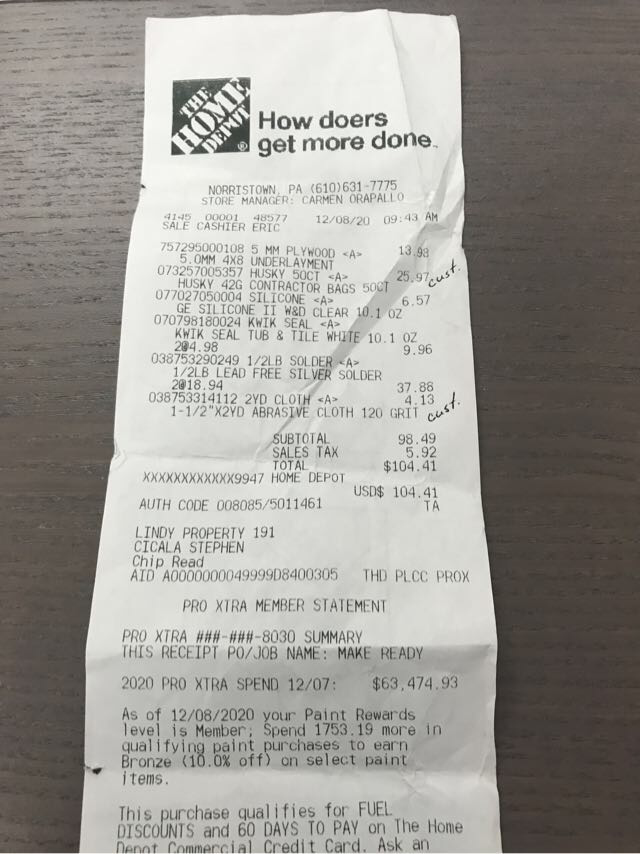 THE HOME DEPOT®
How doers
get more done™
NORRISTOWN, PA (610)631-7775
STORE MANAGER: CARMEN ORAPALLO
4145 00001 48577 12/08/20 09:43 AM
SALE CASHIER ERIC
757295000108 5 MM PLYWOOD <A> 13.98
5.0MM 4X8 UNDERLAYMENT
073257005357 HUSKY 50CT <A> 25.97 cust.
HUSKY 42G CONTRACTOR BAGS 50CT
077027050004 SILICONE <A> 6.57
GE SILICONE II W&D CLEAR 10.1 OZ
070798180024 KWIK SEAL <A>
KWIK SEAL TUB & TILE WHITE 10.1 OZ
2@4.98 9.96
038753290249 1/2LB SOLDER <A>
1/2LB LEAD FREE SILVER SOLDER
2@18.94 37.88
038753314112 2YD CLOTH <A> 4.13
1-1/2"X2YD ABRASIVE CLOTH 120 GRIT cust.
SUBTOTAL 98.49
SALES TAX 5.92
TOTAL $104.41
XXXXXXXXXXXX9947 HOME DEPOT
USD$ 104.41
AUTH CODE 008085/5011461 TA
LINDY PROPERTY 191
CICALA STEPHEN
Chip Read
AID A0000000049999D8400305 THD PLCC PROX
PRO XTRA MEMBER STATEMENT
PRO XTRA ###-###-8030 SUMMARY
THIS RECEIPT PO/JOB NAME: MAKE READY
2020 PRO XTRA SPEND 12/07: $63,474.93
As of 12/08/2020 your Paint Rewards
level is Member; Spend 1753.19 more in
qualifying paint purchases to earn
Bronze (10.0% off) on select paint
items.
This purchase qualifies for FUEL
DISCOUNTS and 60 DAYS TO PAY on The Home
Depot Commercial Credit Card. Ask an